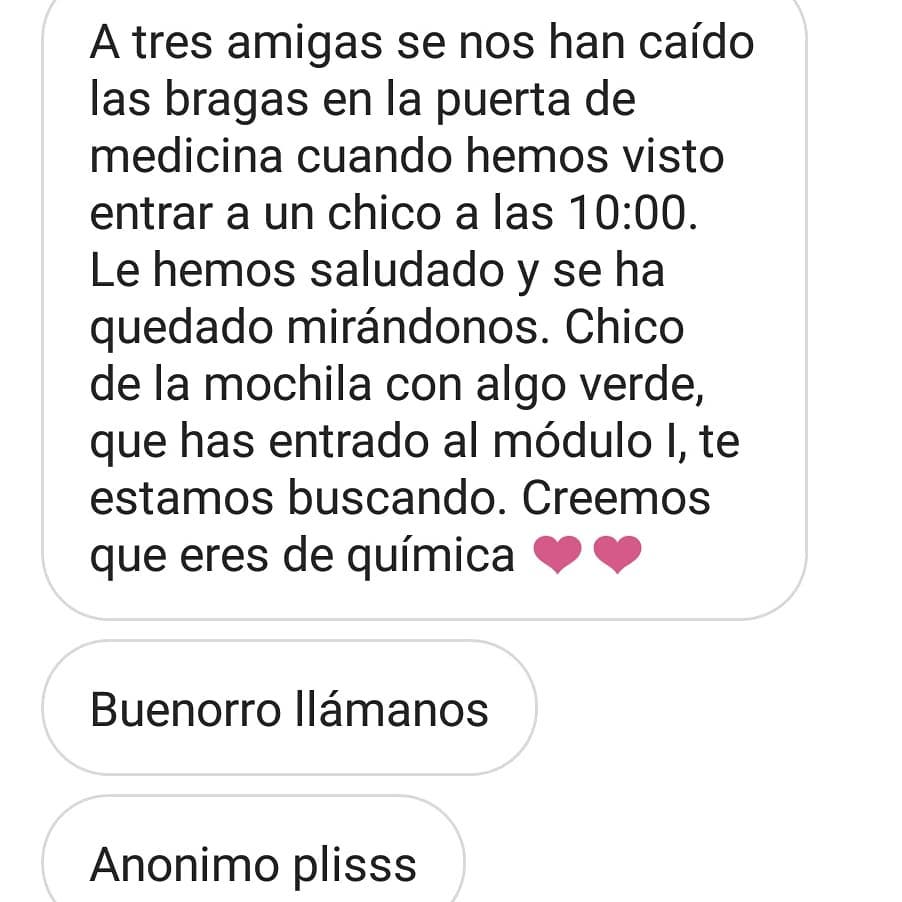 A tres amigas se nos han caído
las bragas en la puerta de
medicina cuando hemos visto
entrar a un chico a las 10:00.
Le hemos saludado y se ha
quedado mirándonos. Chico
de la mochila con algo verde,
que has entrado al módulo I, te
estamos buscando. Creemos
que eres de química ❤❤
Buenorro llámanos
Anonimo plisss